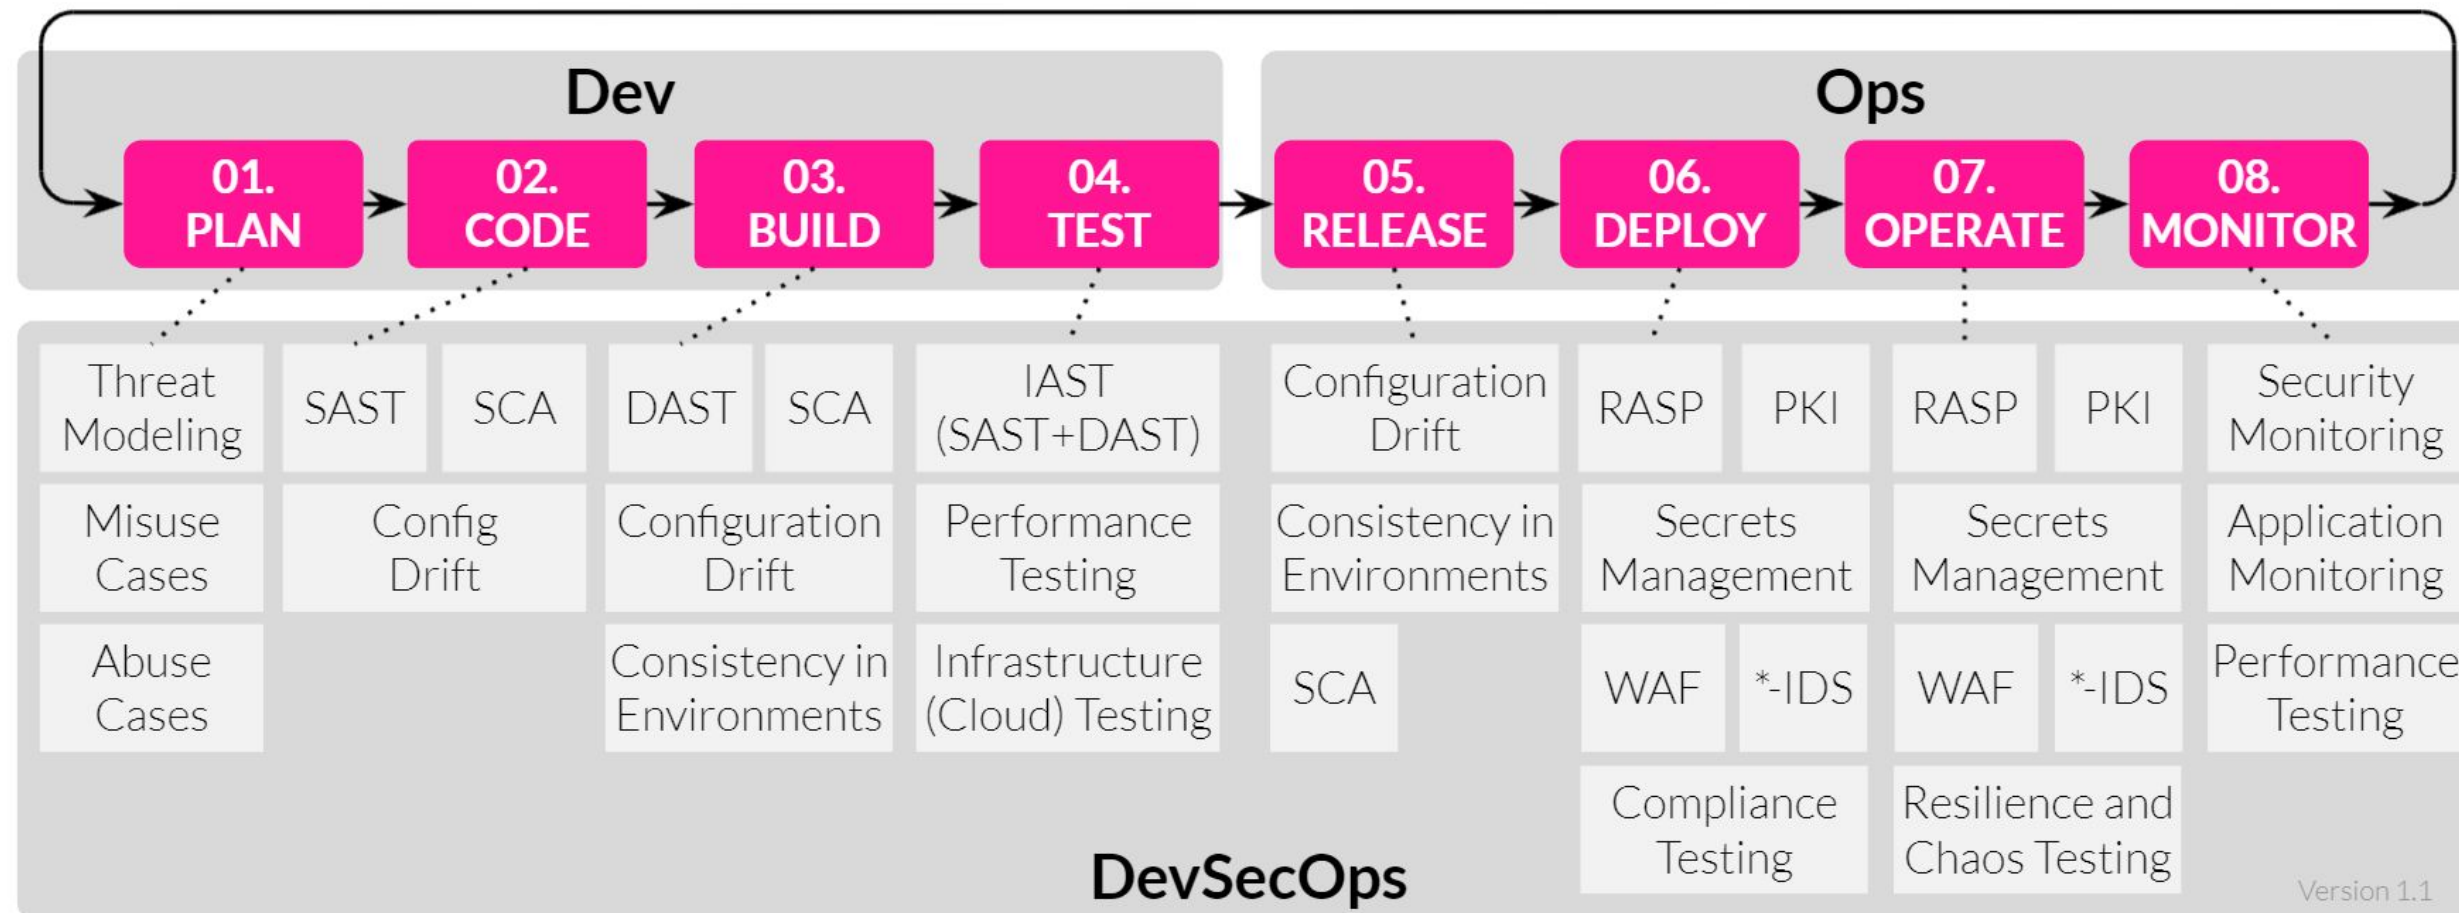 Dev
Ops
01.
PLAN
02.
CODE
03.
BUILD
04.
TEST
05.
RELEASE
06.
DEPLOY
07.
OPERATE
08.
MONITOR
Threat
Modeling
Misuse
Cases
Abuse
Cases
SAST
SCA
Config
Drift
DAST
SCA
Configuration
Drift
Consistency in
Environments
IAST
(SAST+DAST)
Performance
Testing
Infrastructure
(Cloud) Testing
Configuration
Drift
Consistency in
Environments
SCA
RASP
PKI
Secrets
Management
WAF
*-IDS
Compliance
Testing
RASP
PKI
Secrets
Management
WAF
*-IDS
Resilience and
Chaos Testing
Security
Monitoring
Application
Monitoring
Performance
Testing
DevSecOps
Version 1.1